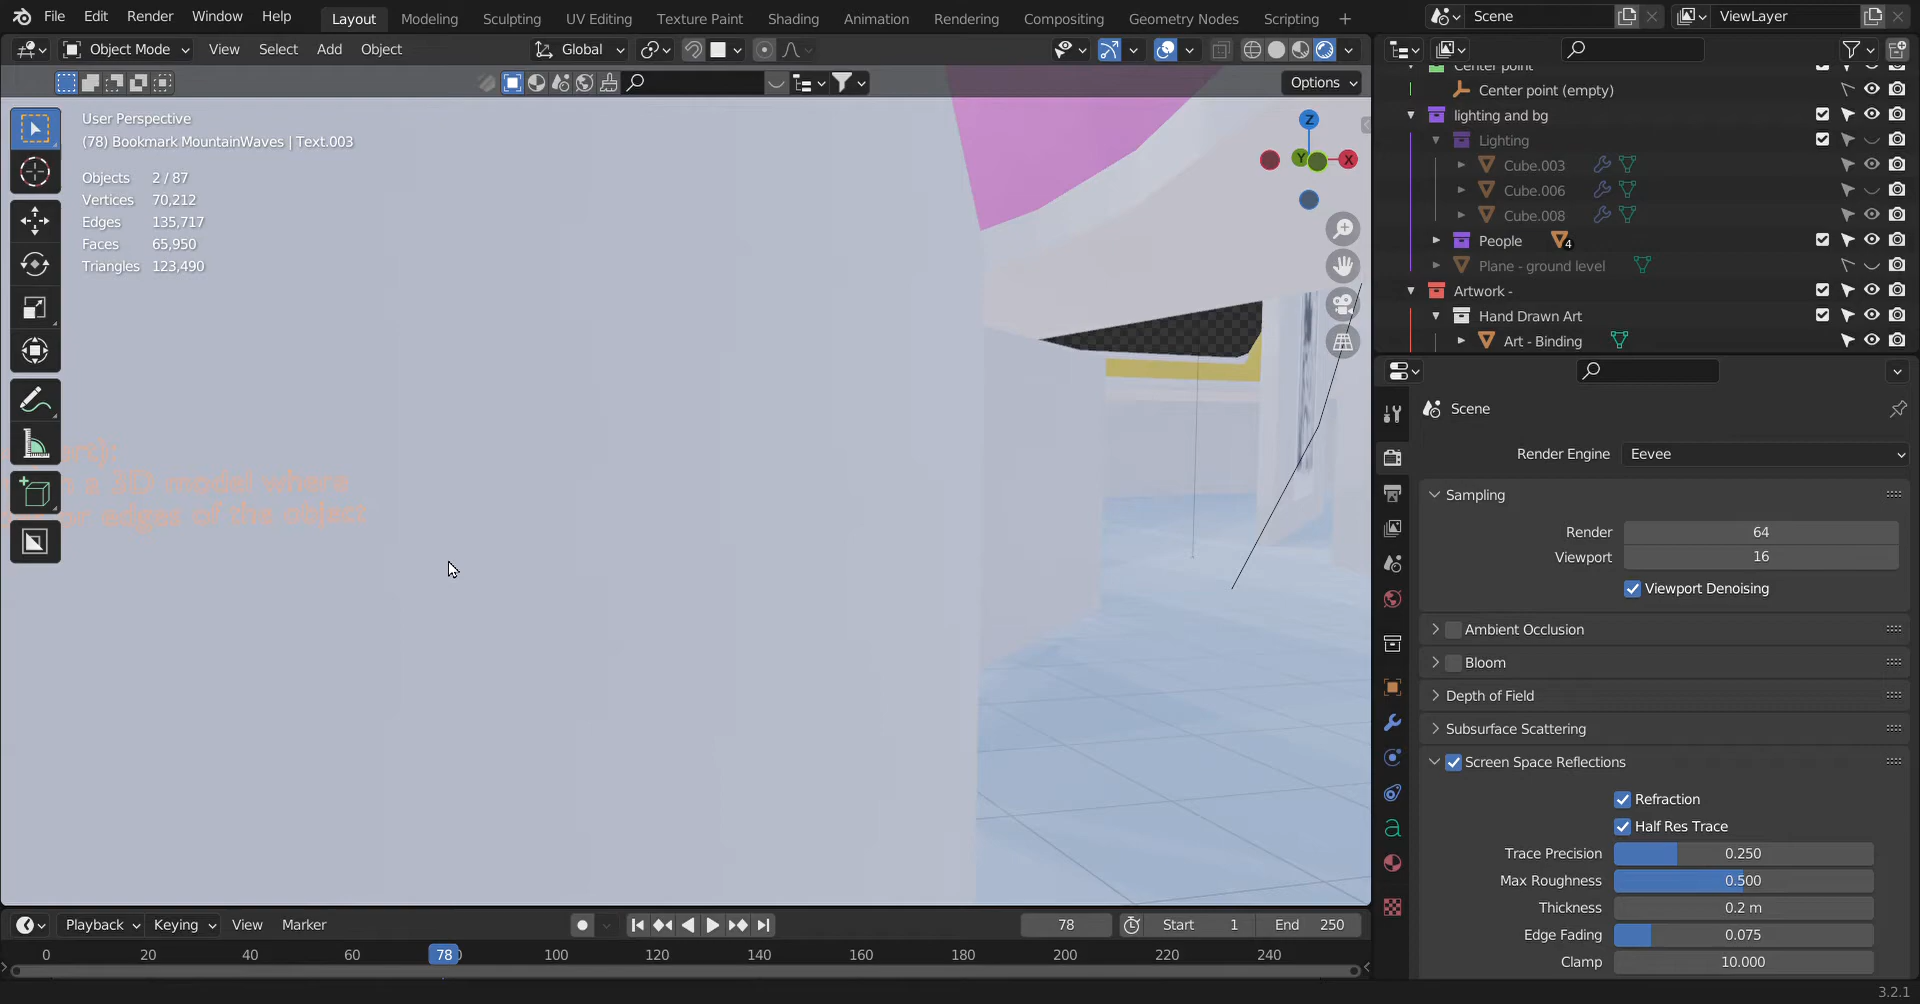 File Edit Render Window Help Layout Modeling Sculpting UV Editing Texture Paint Shading Animation Rendering Compositing Geometry Nodes Scripting + Scene ViewLayer
Object Mode View Select Add Object Global
Options
User Perspective
(78) Bookmark MountainWaves | Text.003
Objects 2 / 87
Vertices 70,212
Edges 135,717
Faces 65,950
Triangles 123,490
Z
Y
X
a 3D model where
or edges of the object
Center point
Center point (empty)
lighting and bg
Lighting
Cube.003
Cube.006
Cube.008
People 4
Plane - ground level
Artwork -
Hand Drawn Art
Art - Binding
Scene
Render Engine Eevee
Sampling
Render 64
Viewport 16
Viewport Denoising
Ambient Occlusion
Bloom
Depth of Field
Subsurface Scattering
Screen Space Reflections
Refraction
Half Res Trace
Trace Precision 0.250
Max Roughness 0.500
Thickness 0.2 m
Edge Fading 0.075
Clamp 10.000
Playback Keying View Marker 78 Start 1 End 250
0 20 40 60 78 100 120 140 160 180 200 220 240
3.2.1